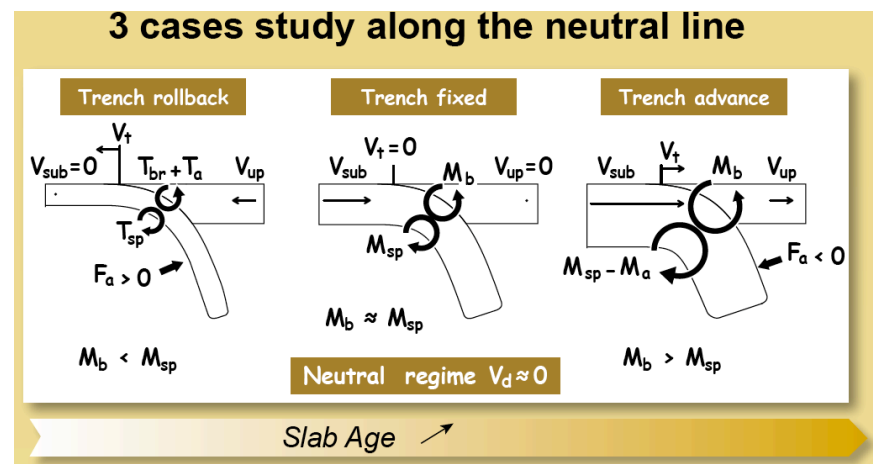 3 cases study along the neutral line
Trench rollback
Trench fixed
Trench advance
Vt
Vsub=0
Tbr+Ta
Vup
Tsp
Fa > 0
Mb < Msp
Vt=0
Vsub
Mb
Vup=0
Msp
Mb ≈ Msp
Vsub
Vt
Mb
Vup
Msp-Ma
Fa < 0
Mb > Msp
Neutral regime Vd≈0
Slab Age